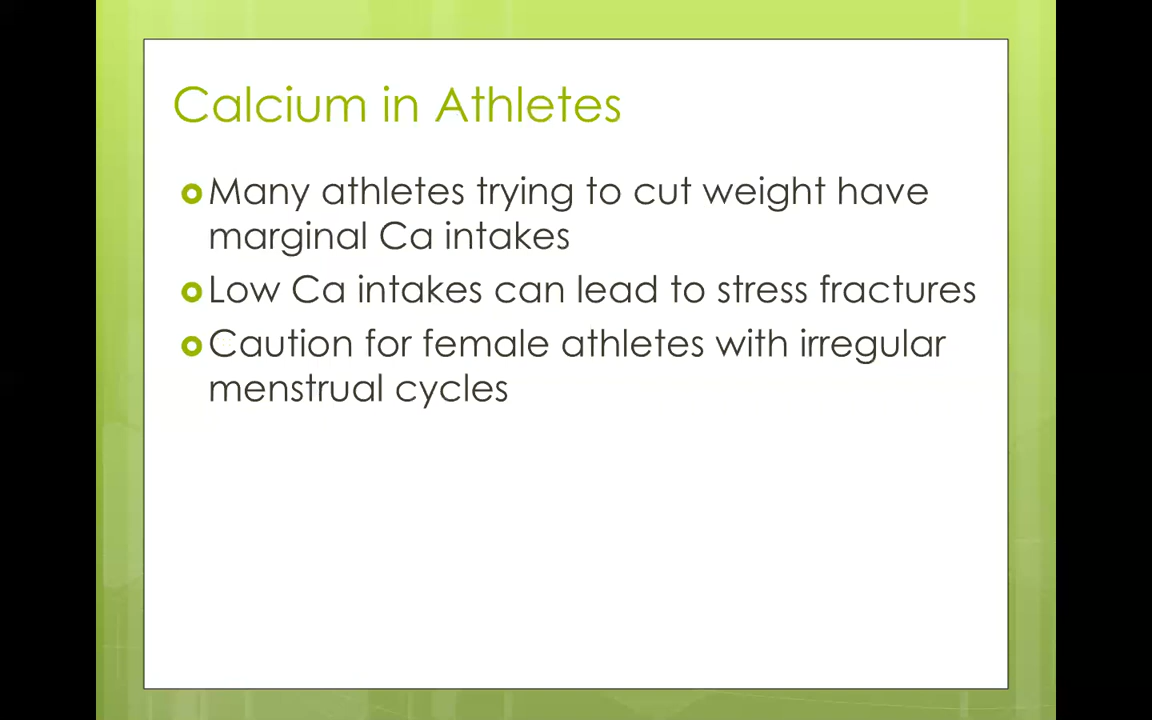 Calcium in Athletes
Many athletes trying to cut weight have
marginal Ca intakes
Low Ca intakes can lead to stress fractures
Caution for female athletes with irregular
menstrual cycles